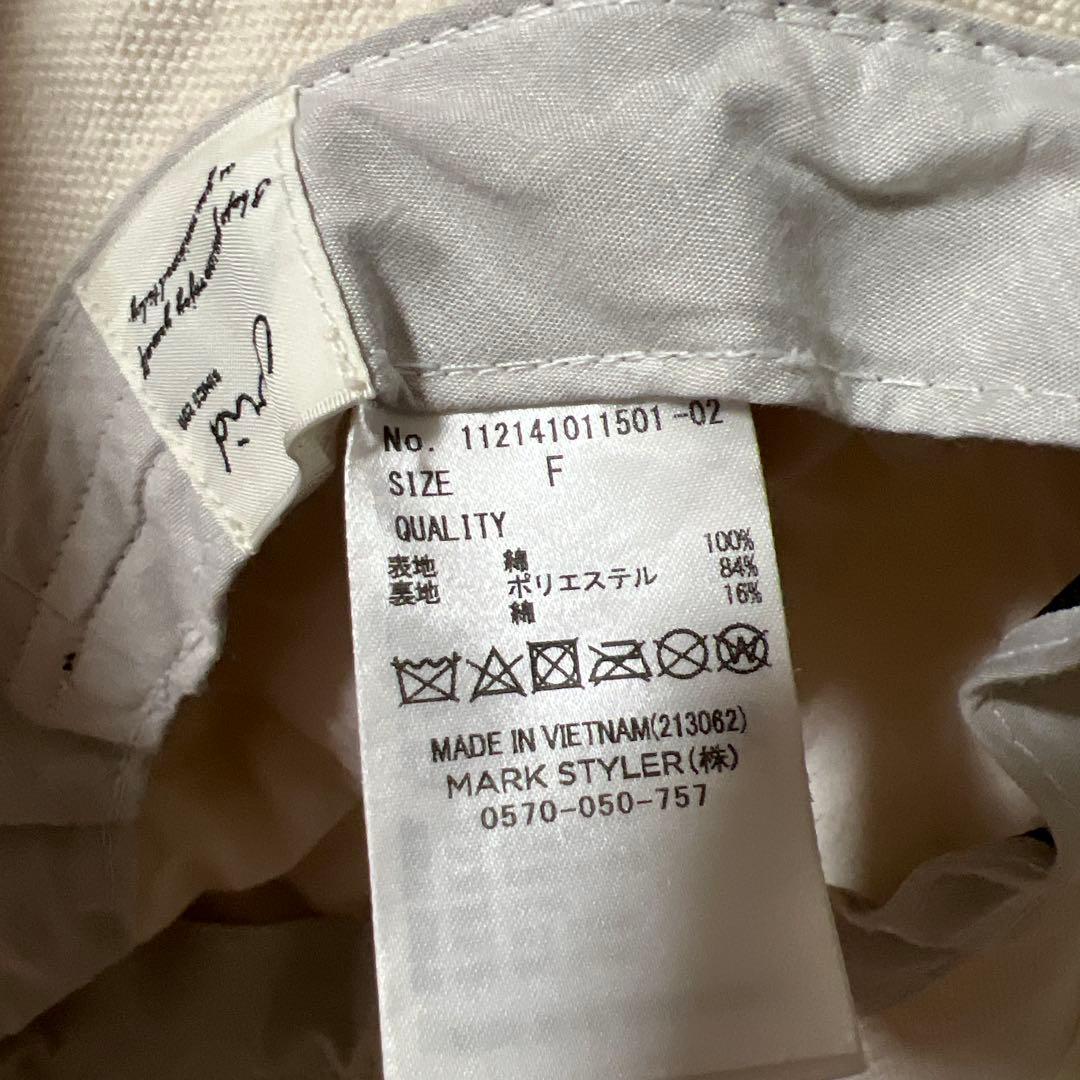 No. 112141011501-02
SIZE F
QUALITY
表地 綿 100%
裏地 ポリエステル 84%
綿 16%
MADE IN VIETNAM(213062)
MARK STYLER(株)
0570-050-757